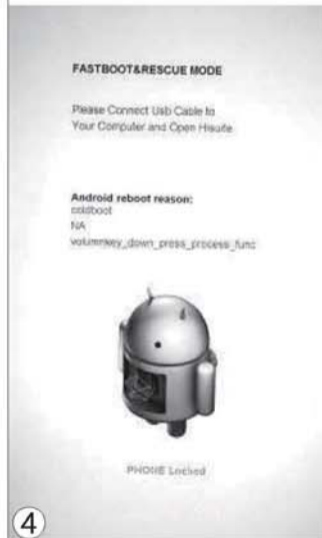 FASTBOOT&RESCUE MODE
Please Connect Usb Cable to
Your Computer and Open Hisuite
Android reboot reason:
coldboot
NA
volumnkey_down_press_process_func
PHONE Locked
4